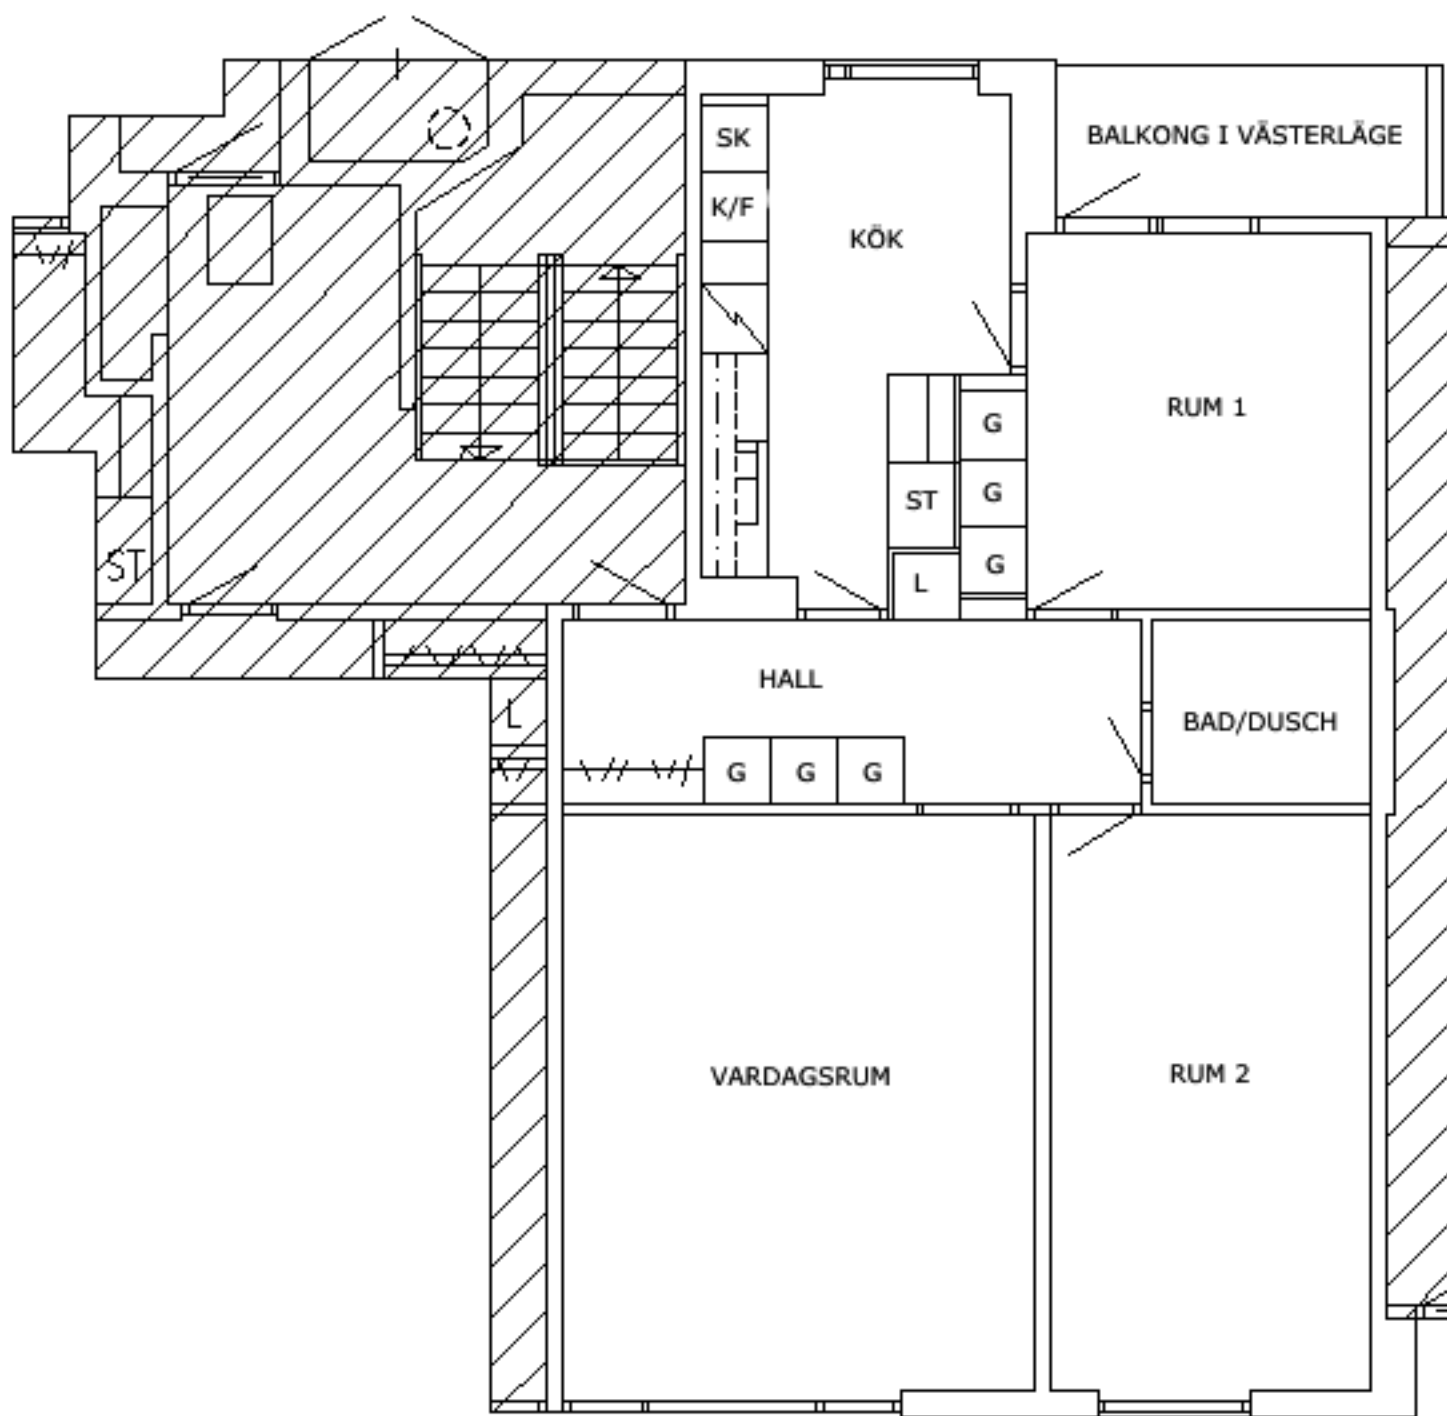 BALKONG I VÄSTERLÄGE
SK
K/F
KÖK
RUM 1
G
G
ST
G
L
ST
HALL
L
BAD/DUSCH
G
G
G
VARDAGSRUM
RUM 2